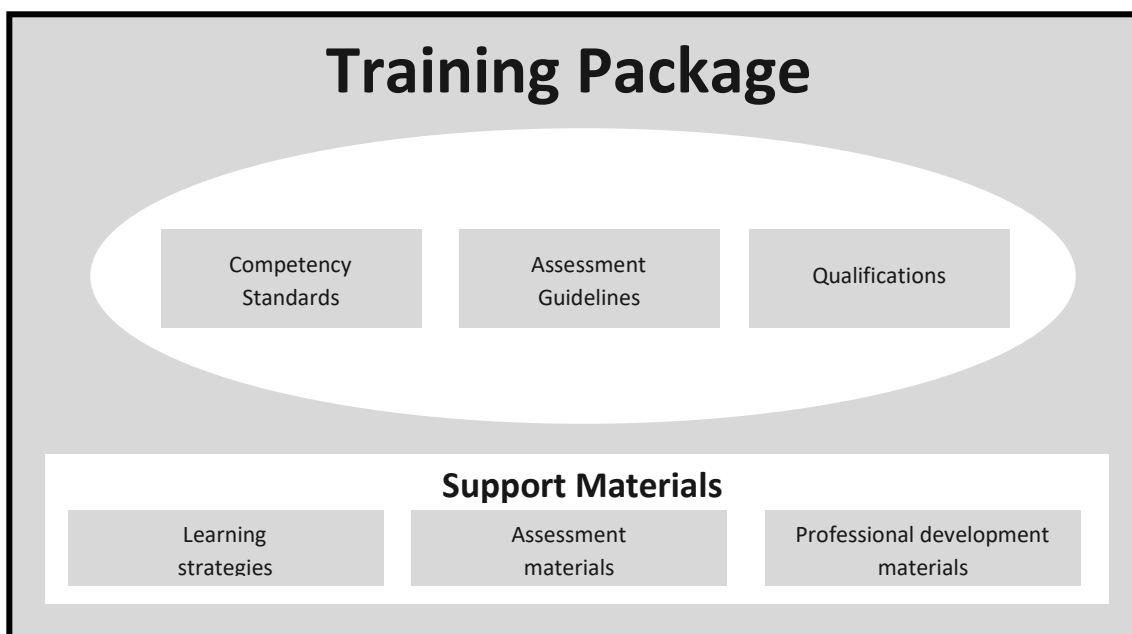 Training Package
Competency
Standards
Assessment
Guidelines
Qualifications
Support Materials
Learning
strategies
Assessment
materials
Professional development
materials